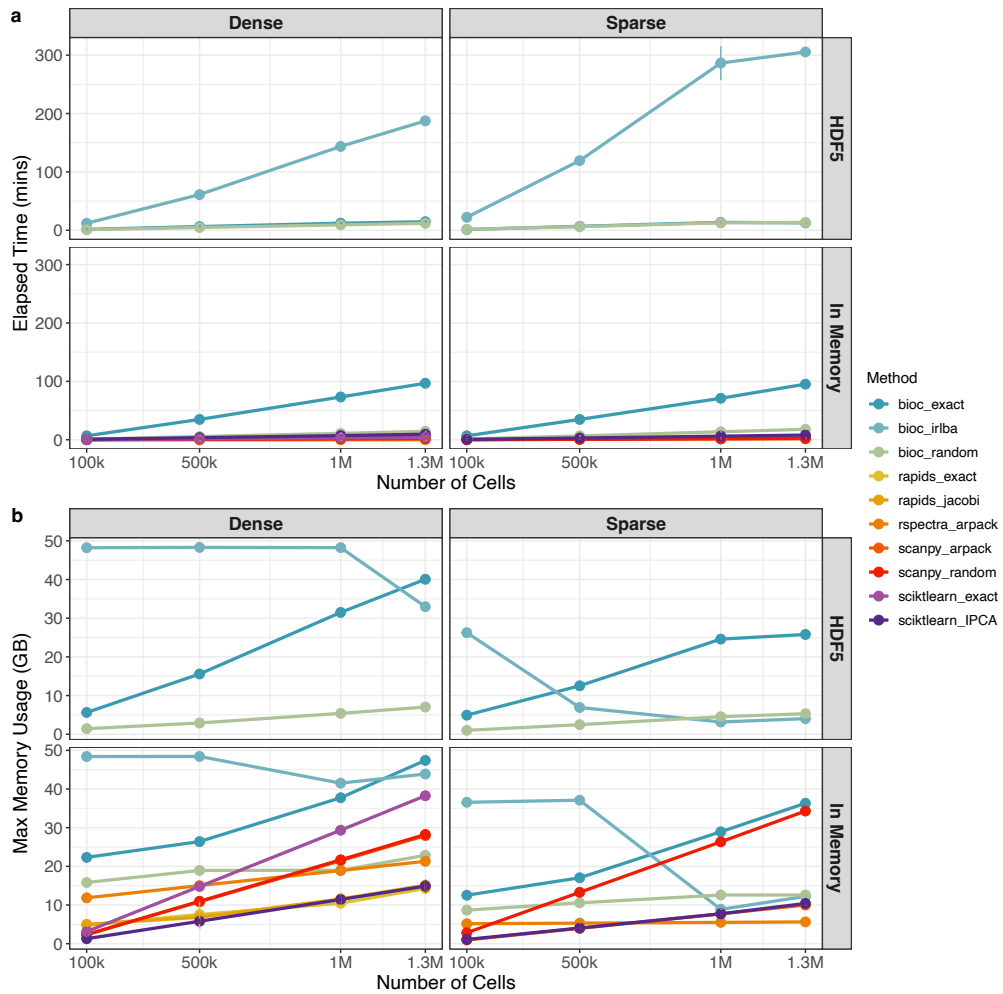 a
Dense
Sparse
300
200
100
0
HDF5
300
200
100
0
In Memory
Elapsed Time (mins)
100k
500k
1M
1.3M
100k
500k
1M
1.3M
Number of Cells
b
Dense
Sparse
50
40
30
20
10
0
HDF5
50
40
30
20
10
0
In Memory
Max Memory Usage (GB)
100k
500k
1M
1.3M
100k
500k
1M
1.3M
Number of Cells
Method
bioc_exact
bioc_irlba
bioc_random
rapids_exact
rapids_jacobi
rspectra_arpack
scanpy_arpack
scanpy_random
sciktlearn_exact
sciktlearn_IPCA